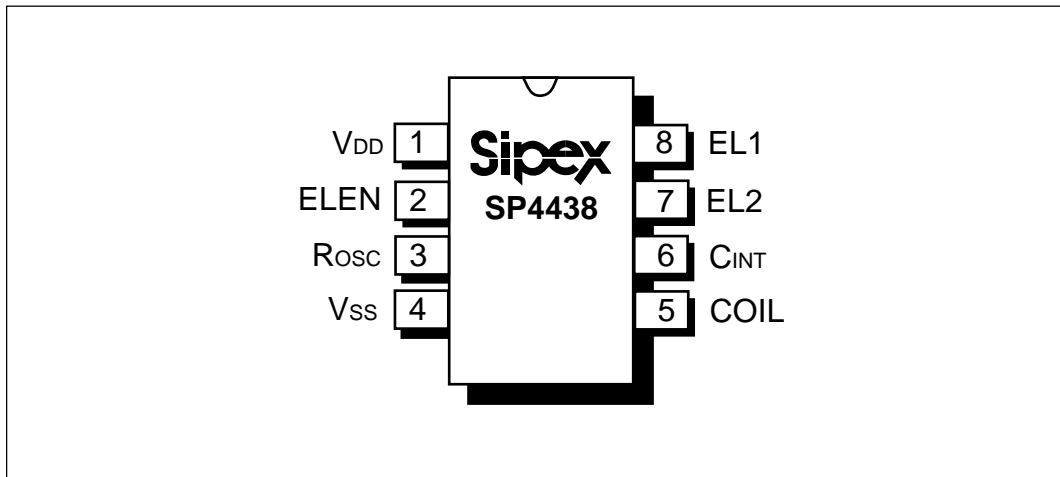 VDD 1
ELEN 2
ROSC 3
VSS 4
Sipex
SP4438
8 EL1
7 EL2
6 CINT
5 COIL